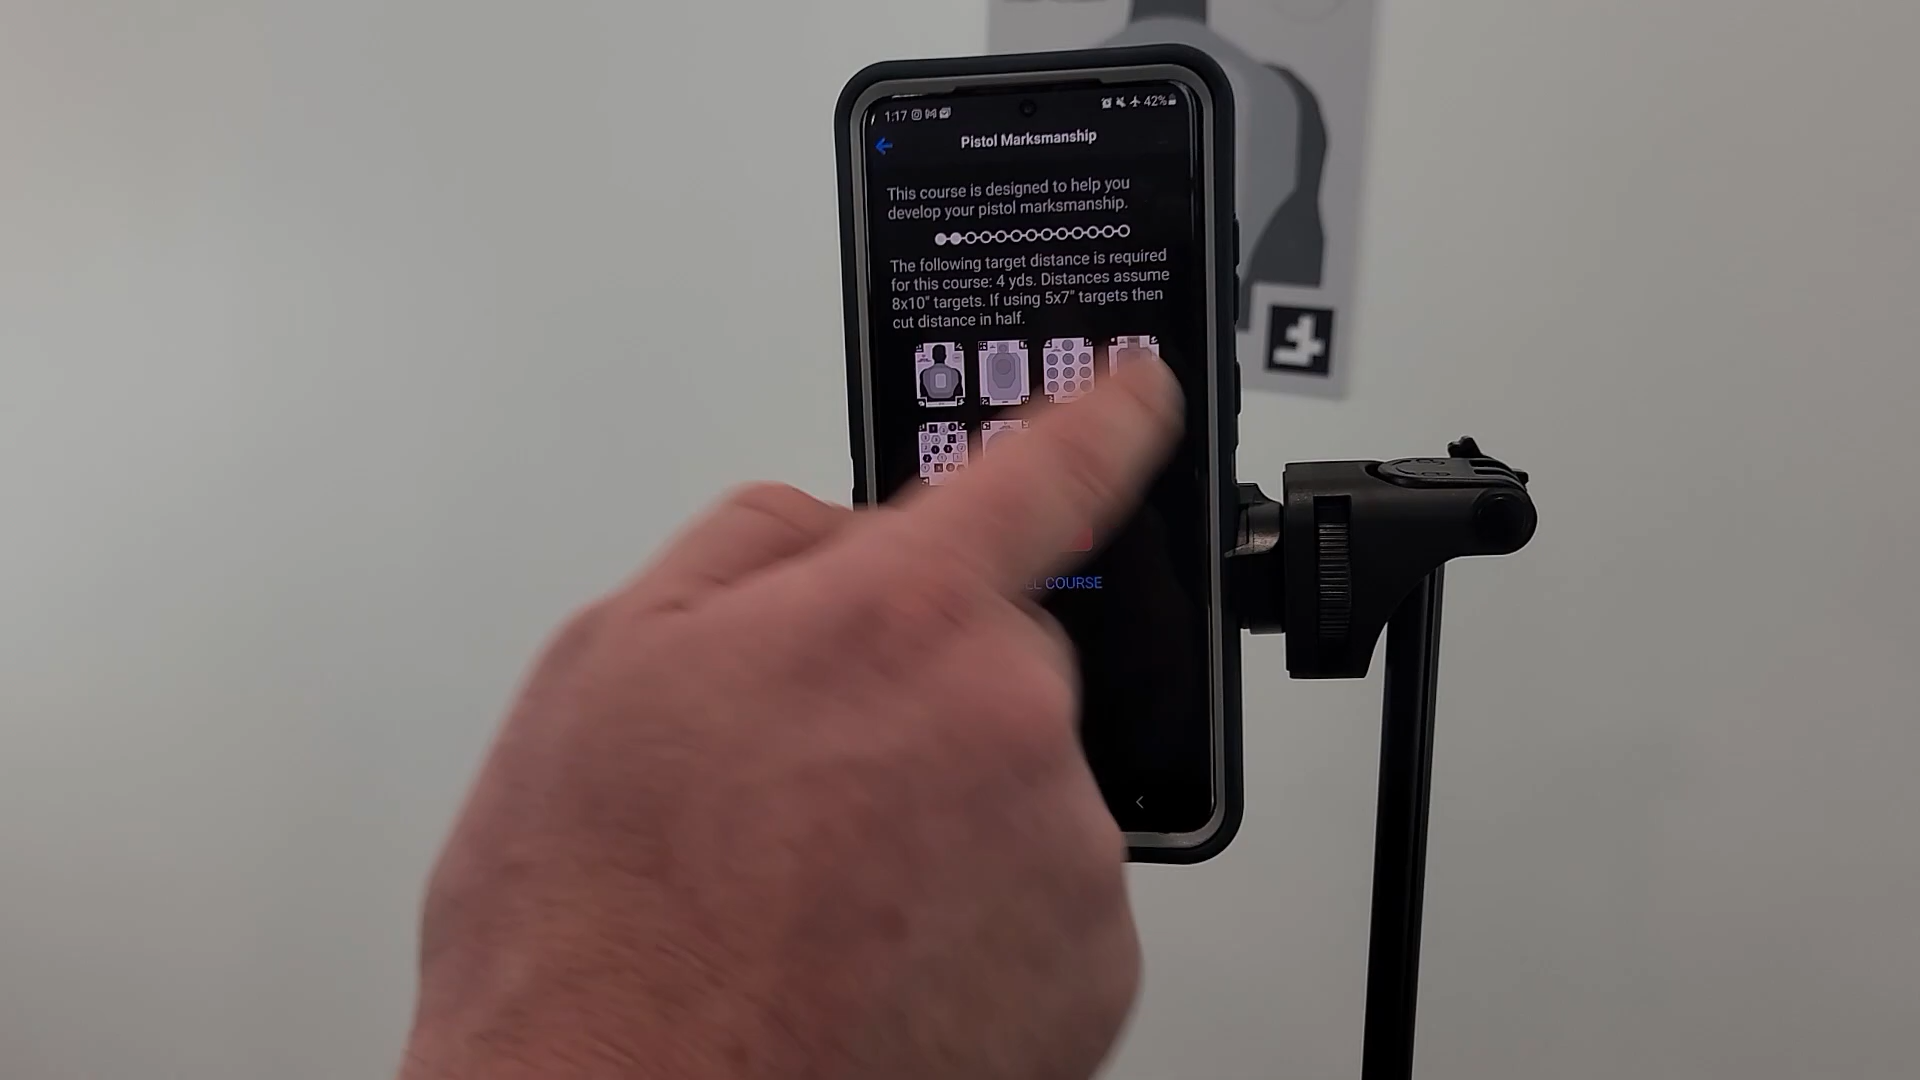 1:17 42%
Pistol Marksmanship
This course is designed to help you
develop your pistol marksmanship.
The following target distance is required
for this course: 4 yds. Distances assume
8x10" targets. If using 5x7" targets then
cut distance in half.
COURSE